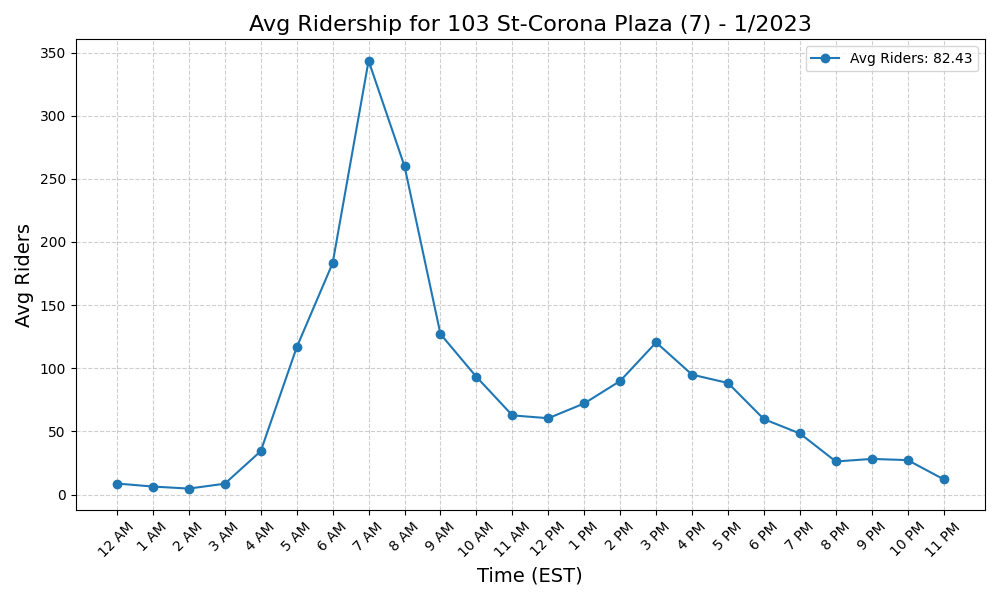 Avg Ridership for 103 St-Corona Plaza (7) - 1/2023
Avg Riders: 82.43
350
300
250
200
150
100
50
0
Avg Riders
12 AM
1 AM
2 AM
3 AM
4 AM
5 AM
6 AM
7 AM
8 AM
9 AM
10 AM
11 AM
12 PM
1 PM
2 PM
3 PM
4 PM
5 PM
6 PM
7 PM
8 PM
9 PM
10 PM
11 PM
Time (EST)